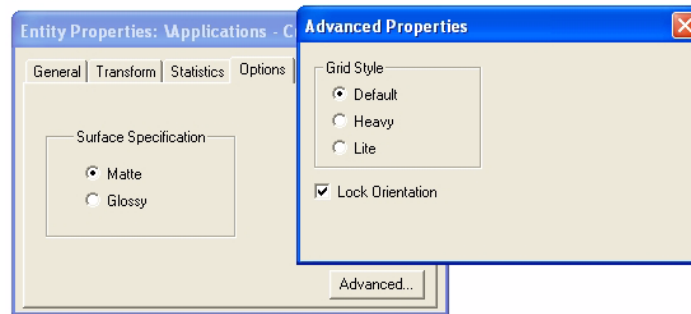 Entity Properties: \Applications - C
General Transform Statistics Options
Surface Specification
Matte
Glossy
Advanced...
Advanced Properties
Grid Style
Default
Heavy
Lite
Lock Orientation